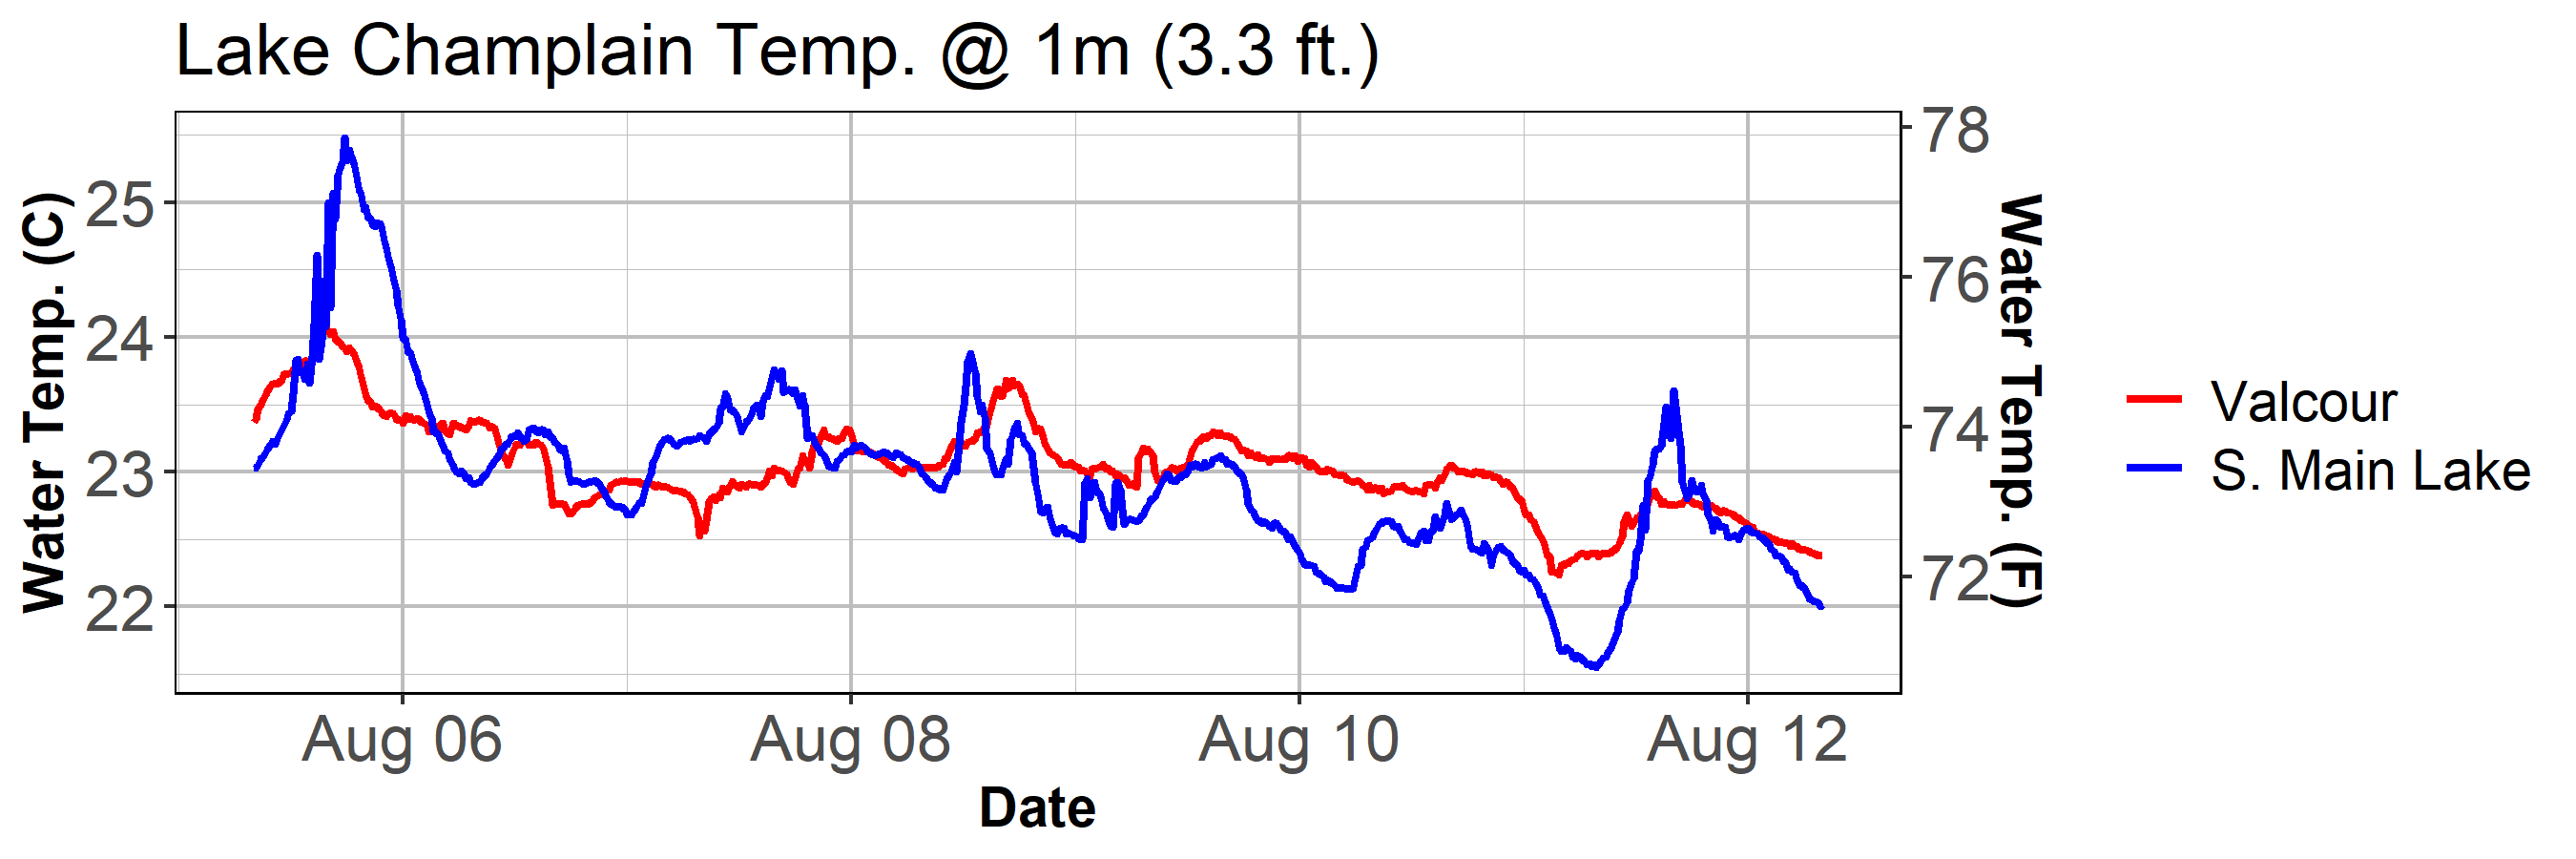 Lake Champlain Temp. @ 1m (3.3 ft.)
Water Temp. (C)
25
24
23
22
78
76
74
72
Water Temp. (F)
Aug 06
Aug 08
Aug 10
Aug 12
Date
Valcour
S. Main Lake